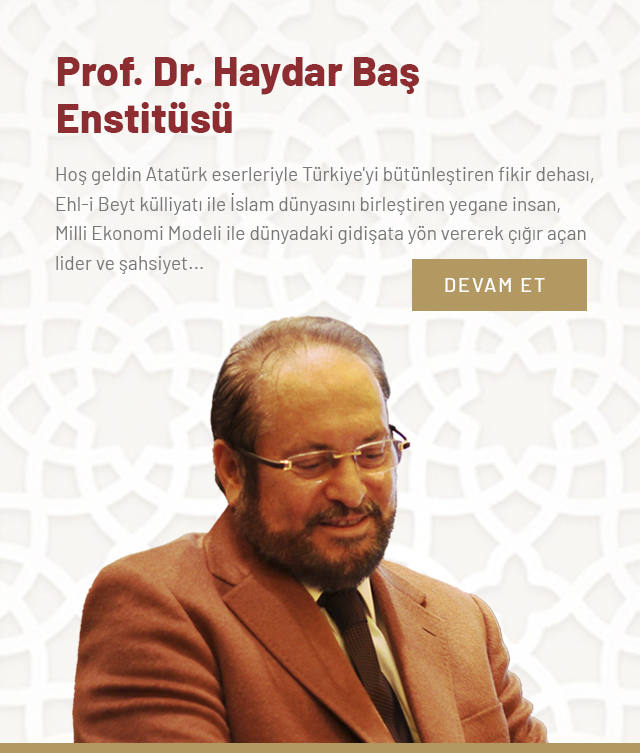 Prof. Dr. Haydar Baş
Enstitüsü
Hoş geldin Atatürk eserleriyle Türkiye'yi bütünleştiren fikir dehası,
Ehl-i Beyt külliyatı ile İslam dünyasını birleştiren yegane insan,
Milli Ekonomi Modeli ile dünyadaki gidişata yön vererek çığır açan
lider ve şahsiyet...
DEVAM ET